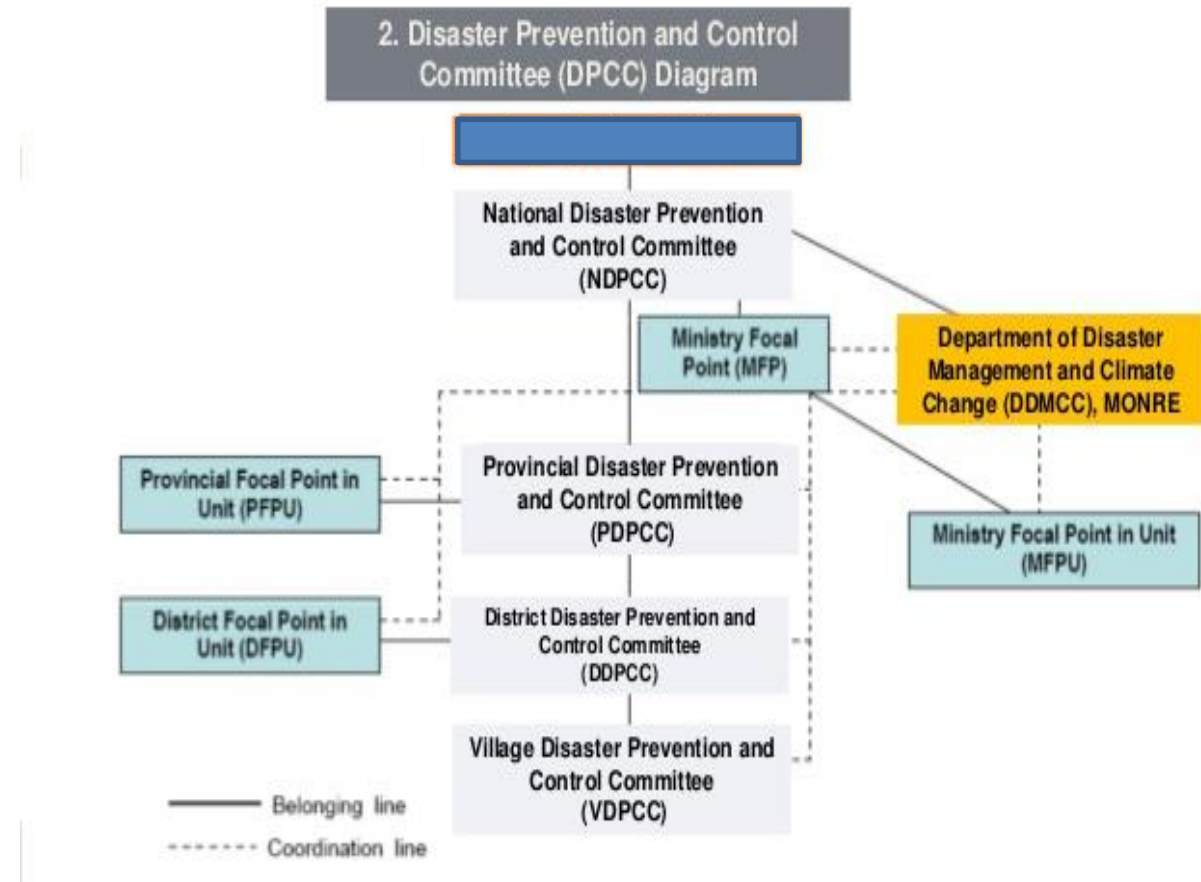 2. Disaster Prevention and Control
Committee (DPCC) Diagram
National Disaster Prevention
and Control Committee
(NDPCC)
Ministry Focal
Point (MFP)
Department of Disaster
Management and Climate
Change (DDMCC), MONRE
Provincial Focal Point in
Unit (PFPU)
Provincial Disaster Prevention
and Control Committee
(PDPCC)
Ministry Focal Point in Unit
(MFPU)
District Focal Point in
Unit (DFPU)
District Disaster Prevention and
Control Committee
(DDPCC)
Village Disaster Prevention and
Control Committee
(VDPCC)
Belonging line
Coordination line